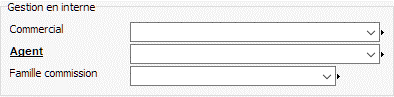 Gestion en interne
Commercial
Agent
Famille commission